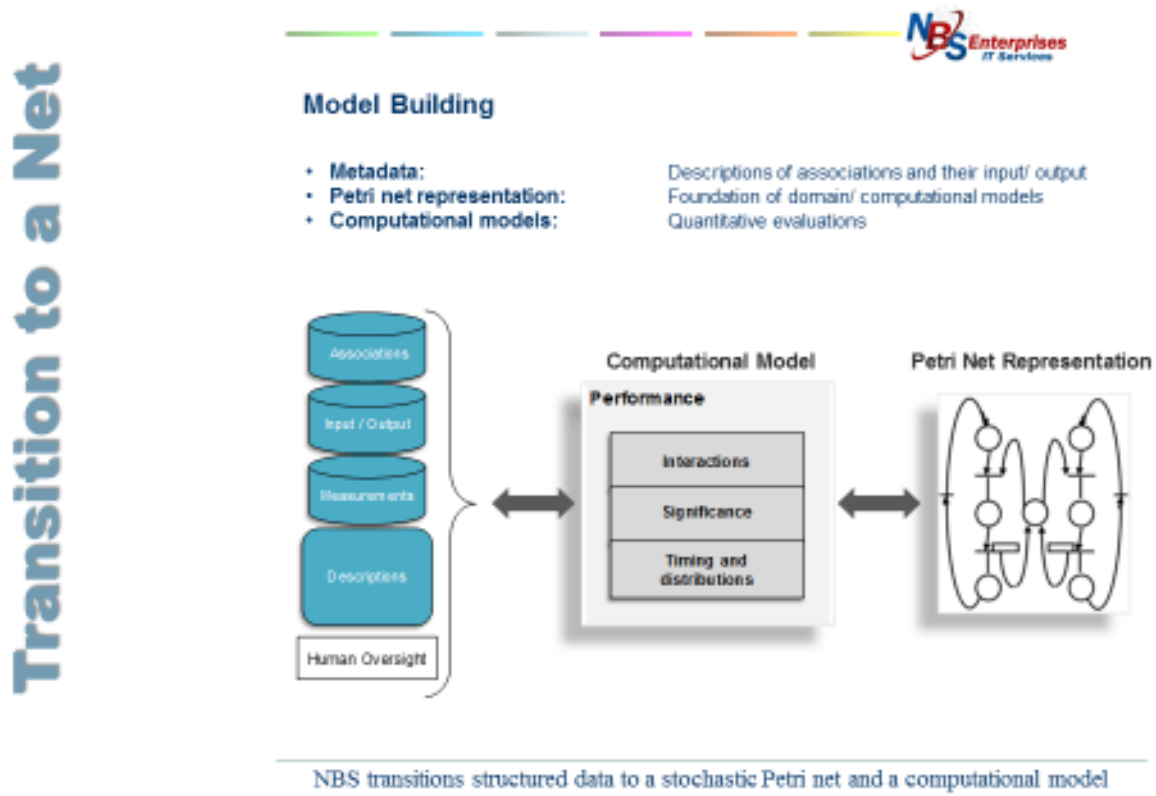 Transition to a Net
NBS Enterprises
IT Services
Model Building
• Metadata: Descriptions of associations and their input/ output
• Petri net representation: Foundation of domain/ computational models
• Computational models: Quantitative evaluations
Associations
Input / Output
Measurements
Descriptions
Human Oversight
Computational Model
Performance
Interactions
Significance
Timing and
distributions
Petri Net Representation
NBS transitions structured data to a stochastic Petri net and a computational model